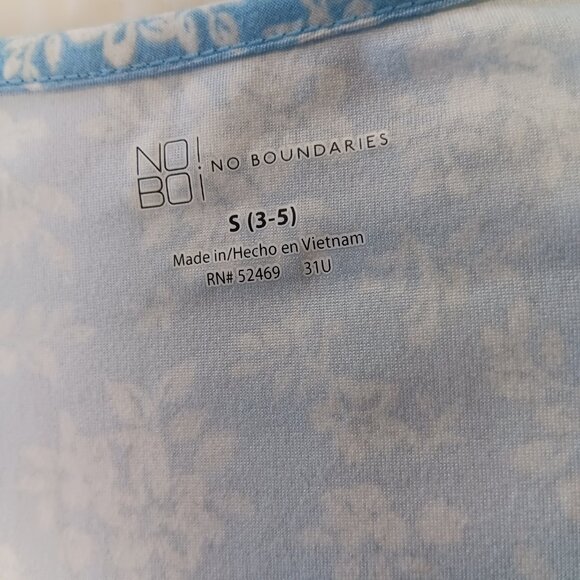 NO! NO BOUNDARIES
BO!
S (3-5)
Made in/Hecho en Vietnam
RN# 52469 31U